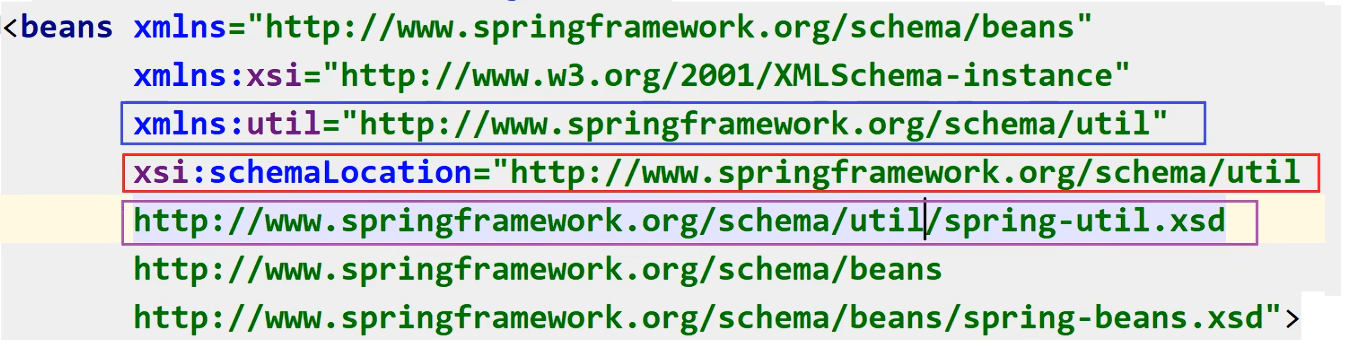 <beans xmlns="http://www.springframework.org/schema/beans"
xmlns:xsi="http://www.w3.org/2001/XMLSchema-instance"
xmlns:util="http://www.springframework.org/schema/util"
xsi:schemaLocation="http://www.springframework.org/schema/util
http://www.springframework.org/schema/util/spring-util.xsd
http://www.springframework.org/schema/beans
http://www.springframework.org/schema/beans/spring-beans.xsd">